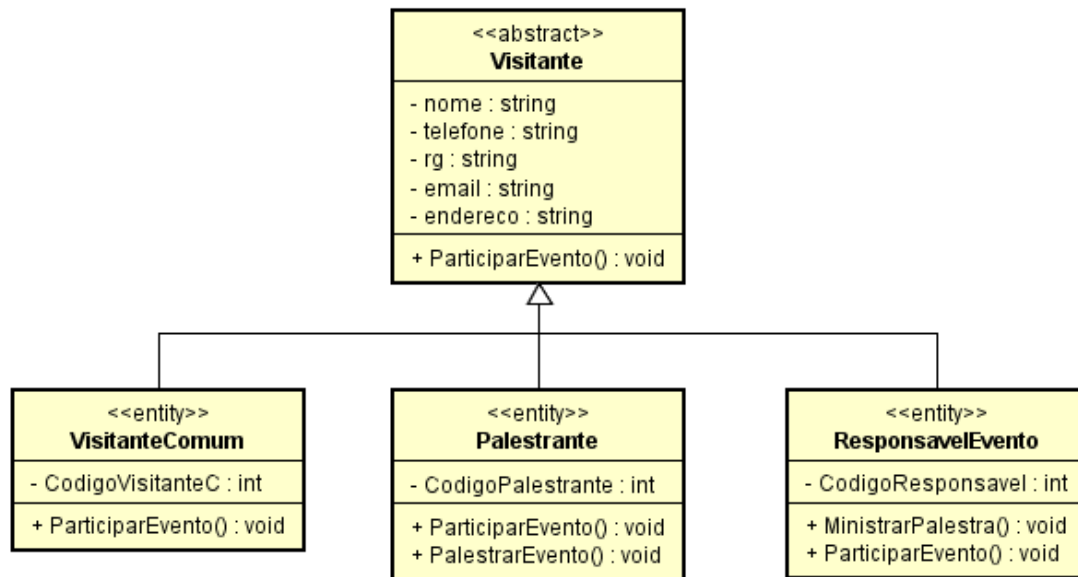 <<abstract>>
Visitante
- nome : string
- telefone : string
- rg : string
- email : string
- endereco : string
+ ParticiparEvento() : void
<<entity>>
VisitanteComum
- CodigoVisitanteC : int
+ ParticiparEvento() : void
<<entity>>
Palestrante
- CodigoPalestrante : int
+ ParticiparEvento() : void
+ PalestrarEvento() : void
<<entity>>
ResponsavelEvento
- CodigoResponsavel : int
+ MinistrarPalestra() : void
+ ParticiparEvento() : void